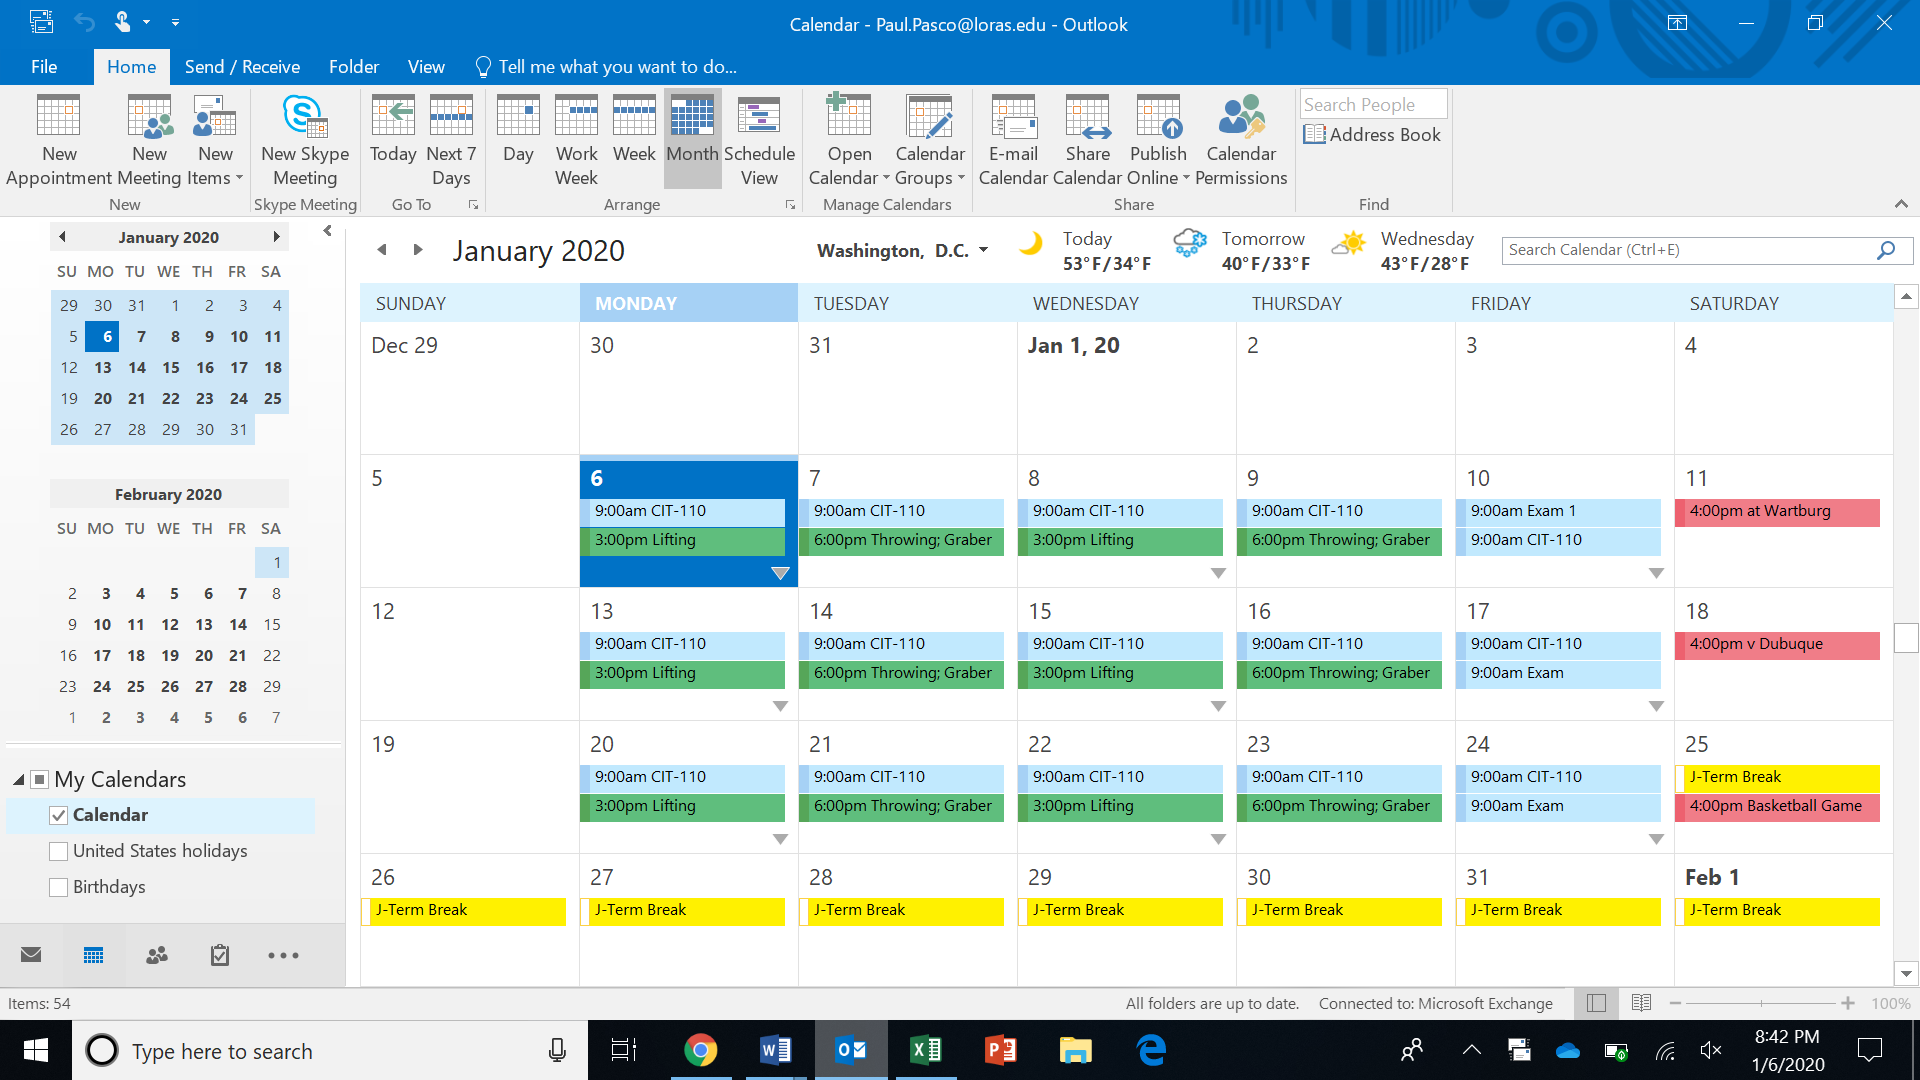 Calendar - Paul.Pasco@loras.edu - Outlook
File Home Send / Receive Folder View Tell me what you want to do...
New Appointment
New Meeting
New Items
New
New Skype Meeting
Skype Meeting
Today
Next 7 Days
Go To
Day
Work Week
Week
Month
Schedule View
Arrange
Open Calendar
Calendar Groups
Manage Calendars
E-mail Calendar
Share Calendar
Publish Online
Calendar Permissions
Share
Search People
Address Book
Find
January 2020
SU MO TU WE TH FR SA
29 30 31 1 2 3 4
5 6 7 8 9 10 11
12 13 14 15 16 17 18
19 20 21 22 23 24 25
26 27 28 29 30 31
February 2020
SU MO TU WE TH FR SA
1
2 3 4 5 6 7 8
9 10 11 12 13 14 15
16 17 18 19 20 21 22
23 24 25 26 27 28 29
1 2 3 4 5 6 7
My Calendars
Calendar
United States holidays
Birthdays
January 2020
Washington, D.C.
Today
53°F/34°F
Tomorrow
40°F/33°F
Wednesday
43°F/28°F
Search Calendar (Ctrl+E)
SUNDAY MONDAY TUESDAY WEDNESDAY THURSDAY FRIDAY SATURDAY
Dec 29 30 31 Jan 1, 20 2 3 4
5 6 7 8 9 10 11
9:00am CIT-110 9:00am CIT-110 9:00am CIT-110 9:00am CIT-110 9:00am Exam 1 4:00pm at Wartburg
3:00pm Lifting 6:00pm Throwing; Graber 3:00pm Lifting 6:00pm Throwing; Graber 9:00am CIT-110
12 13 14 15 16 17 18
9:00am CIT-110 9:00am CIT-110 9:00am CIT-110 9:00am CIT-110 9:00am CIT-110 4:00pm v Dubuque
3:00pm Lifting 6:00pm Throwing; Graber 3:00pm Lifting 6:00pm Throwing; Graber 9:00am Exam
19 20 21 22 23 24 25
9:00am CIT-110 9:00am CIT-110 9:00am CIT-110 9:00am CIT-110 9:00am CIT-110 J-Term Break
3:00pm Lifting 6:00pm Throwing; Graber 3:00pm Lifting 6:00pm Throwing; Graber 9:00am Exam 4:00pm Basketball Game
26 27 28 29 30 31 Feb 1
J-Term Break J-Term Break J-Term Break J-Term Break J-Term Break J-Term Break J-Term Break
Items: 54
All folders are up to date. Connected to: Microsoft Exchange
100%
Type here to search
8:42 PM
1/6/2020